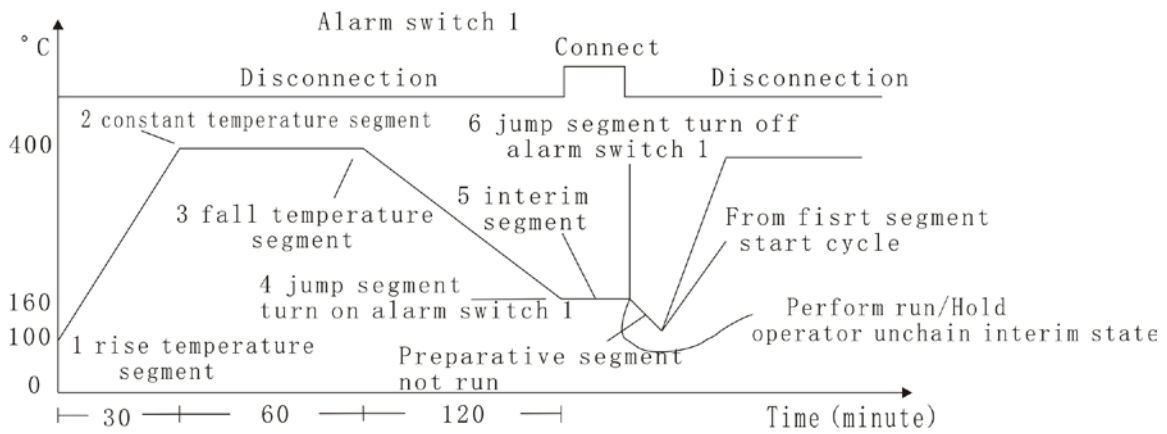 Alarm switch 1
°C
Connect
Disconnection
Disconnection
2 constant temperature segment
6 jump segment turn off
alarm switch 1
400
5 interim
segment
3 fall temperature
segment
From fisrt segment
start cycle
4 jump segment
turn on alarm switch 1
160
100
Perform run/Hold
operator unchain interim state
1 rise temperature
segment
Preparative segment
not run
0
30
60
120
Time (minute)